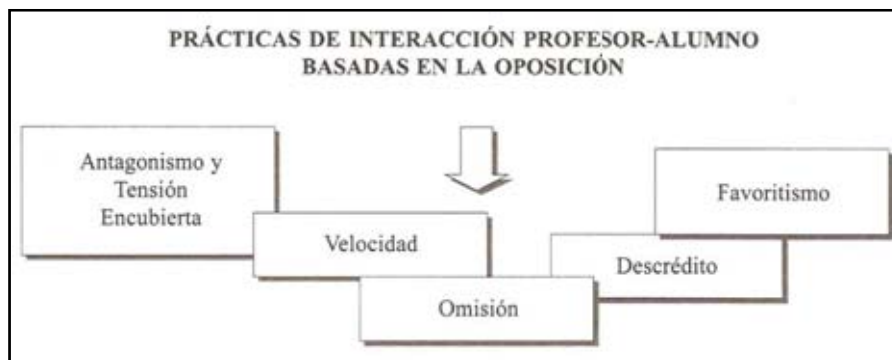 PRÁCTICAS DE INTERACCIÓN PROFESOR-ALUMNO
BASADAS EN LA OPOSICIÓN
Antagonismo y
Tensión
Encubierta
Velocidad
Omisión
Descrédito
Favoritismo